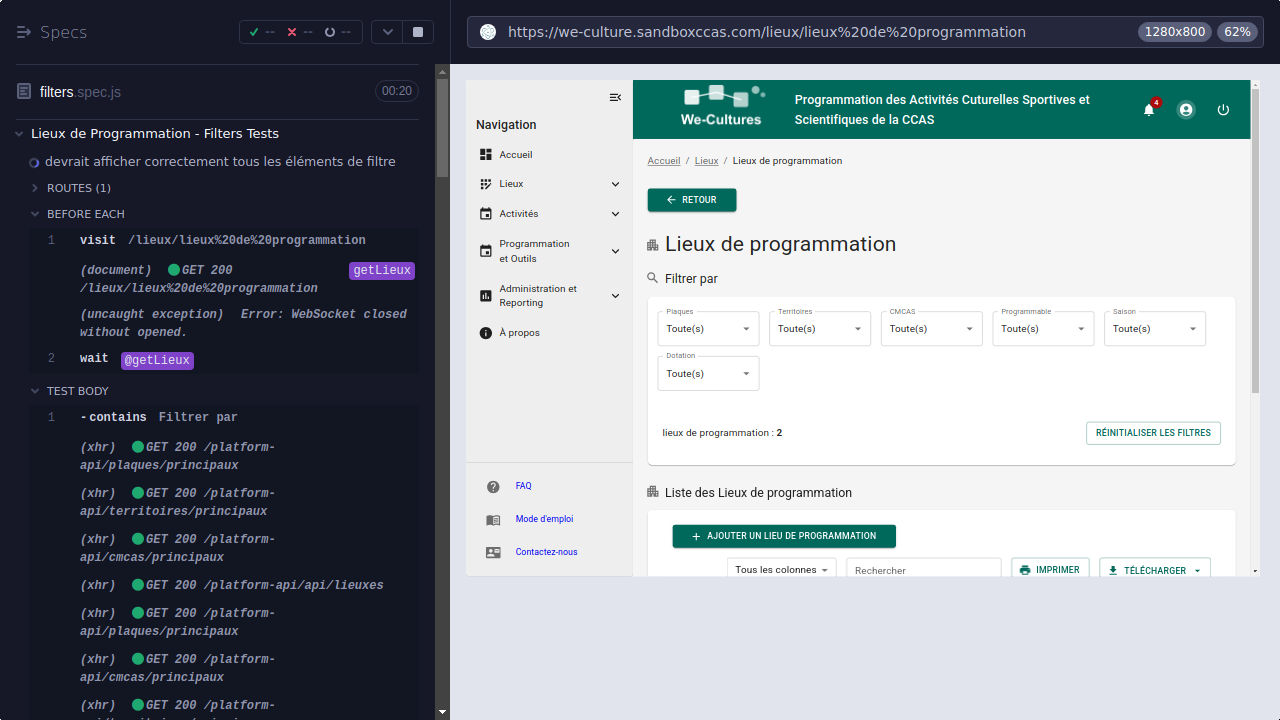 Specs
--
--
--
https://we-culture.sandboxccas.com/lieux/lieux%20de%20programmation
1280x800
62%
filters.spec.js
00:20
Lieux de Programmation - Filters Tests
devrait afficher correctement tous les éléments de filtre
ROUTES (1)
BEFORE EACH
1 visit /lieux/lieux%20de%20programmation
(document) GET 200 getLieux
/lieux/lieux%20de%20programmation
(uncaught exception) Error: WebSocket closed
without opened.
2 wait @getLieux
TEST BODY
1 -contains Filtrer par
(xhr) GET 200 /platform-
api/plaques/principaux
(xhr) GET 200 /platform-
api/territoires/principaux
(xhr) GET 200 /platform-
api/cmcas/principaux
(xhr) GET 200 /platform-api/api/lieuxes
(xhr) GET 200 /platform-
api/plaques/principaux
(xhr) GET 200 /platform-
api/cmcas/principaux
(xhr) GET 200 /platform-
Navigation
Accueil
Lieux
Activités
Programmation
et Outils
Administration et
Reporting
À propos
FAQ
Mode d'emploi
Contactez-nous
We-Cultures
Programmation des Activités Cuturelles Sportives et
Scientifiques de la CCAS
4
Accueil / Lieux / Lieux de programmation
RETOUR
Lieux de programmation
Filtrer par
Plaques
Toute(s)
Territoires
Toute(s)
CMCAS
Toute(s)
Programmable
Toute(s)
Saison
Toute(s)
Dotation
Toute(s)
lieux de programmation : 2
RÉINITIALISER LES FILTRES
Liste des Lieux de programmation
AJOUTER UN LIEU DE PROGRAMMATION
Tous les colonnes
Rechercher
IMPRIMER
TÉLÉCHARGER